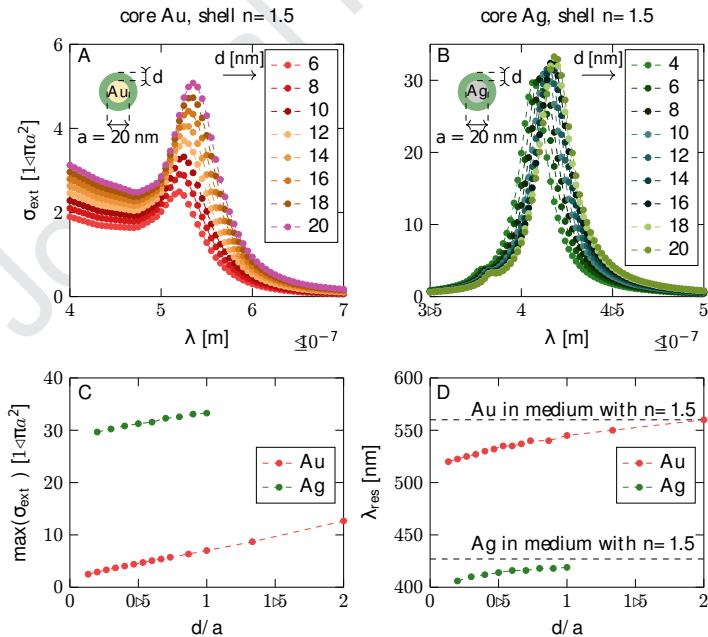 core Au, shell n= 1.5
core Ag, shell n= 1.5
A
d [nm]
6
8
10
12
14
16
18
20
Au
d
a = 20 nm
0
2
4
6
σext [1◃πa²]
4
5
6
7
λ [m]
⊴10⁻⁷
B
d [nm]
4
6
8
10
12
14
16
18
20
Ag
d
a = 20 nm
0
10
20
30
σext [1◃πa²]
3▹5
4
4▹5
5
λ [m]
⊴10⁻⁷
C
Au
Ag
0
10
20
30
40
max(σext) [1◃πa²]
0
0▹5
1
1▹5
2
d/ a
D
Au in medium with n= 1.5
Au
Ag
Ag in medium with n= 1.5
400
450
500
550
600
λres [nm]
0
0▹5
1
1▹5
2
d/ a